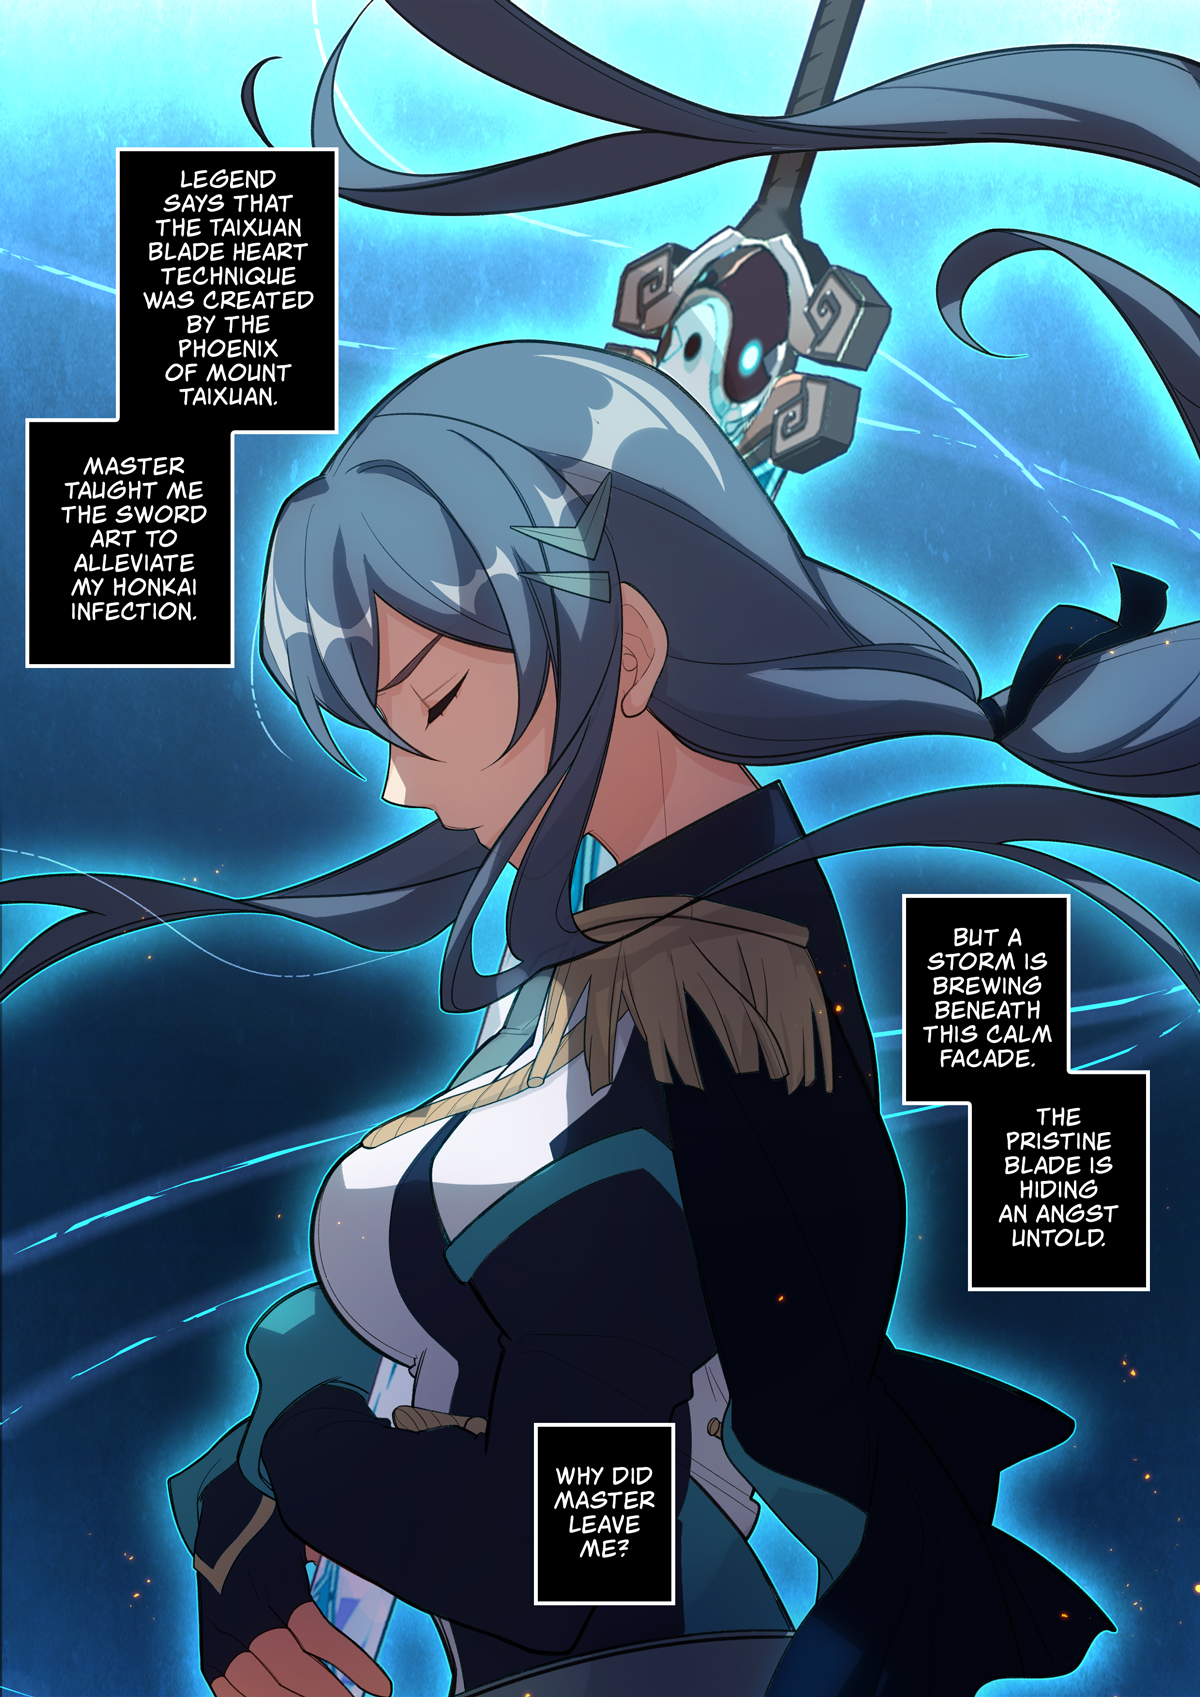 LEGEND
SAYS THAT
THE TAIXUAN
BLADE HEART
TECHNIQUE
WAS CREATED
BY THE
PHOENIX
OF MOUNT
TAIXUAN.
MASTER
TAUGHT ME
THE SWORD
ART TO
ALLEVIATE
MY HONKAI
INFECTION.
BUT A
STORM IS
BREWING
BENEATH
THIS CALM
FACADE.
THE
PRISTINE
BLADE IS
HIDING
AN ANGST
UNTOLD.
WHY DID
MASTER
LEAVE
ME?